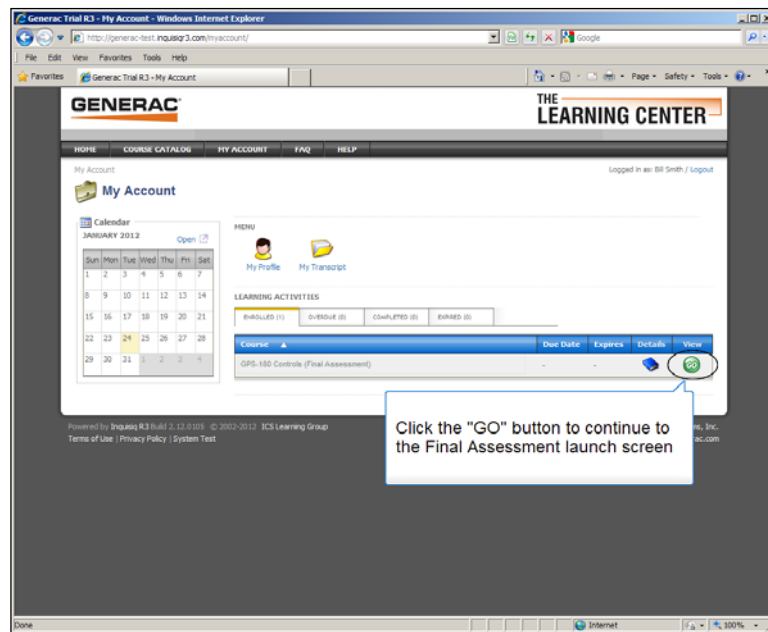 Generac Trial R3 - My Account - Windows Internet Explorer
http://generac-test.inquisiqr3.com/myaccount/
Google
File Edit View Favorites Tools Help
Favorites Generac Trial R3 - My Account Page Safety Tools
GENERAC
THE
LEARNING CENTER
HOME COURSE CATALOG MY ACCOUNT FAQ HELP
My Account Logged in as: Bill Smith / Logout
My Account
Calendar
JANUARY 2012 Open
Sun Mon Tue Wed Thu Fri Sat
1 2 3 4 5 6 7
8 9 10 11 12 13 14
15 16 17 18 19 20 21
22 23 24 25 26 27 28
29 30 31 1 2 3 4
MENU
My Profile My Transcript
LEARNING ACTIVITIES
ENROLLED (1) OVERDUE (0) COMPLETED (0) EXPIRED (0)
Course Due Date Expires Details View
GPS-180 Controls (Final Assessment) - - GO
Click the "GO" button to continue to
the Final Assessment launch screen
Powered by Inquisiq R3 Build 2.12.0105 © 2002-2012 ICS Learning Group
Inc.
Terms of Use | Privacy Policy | System Test
Done Internet 100%